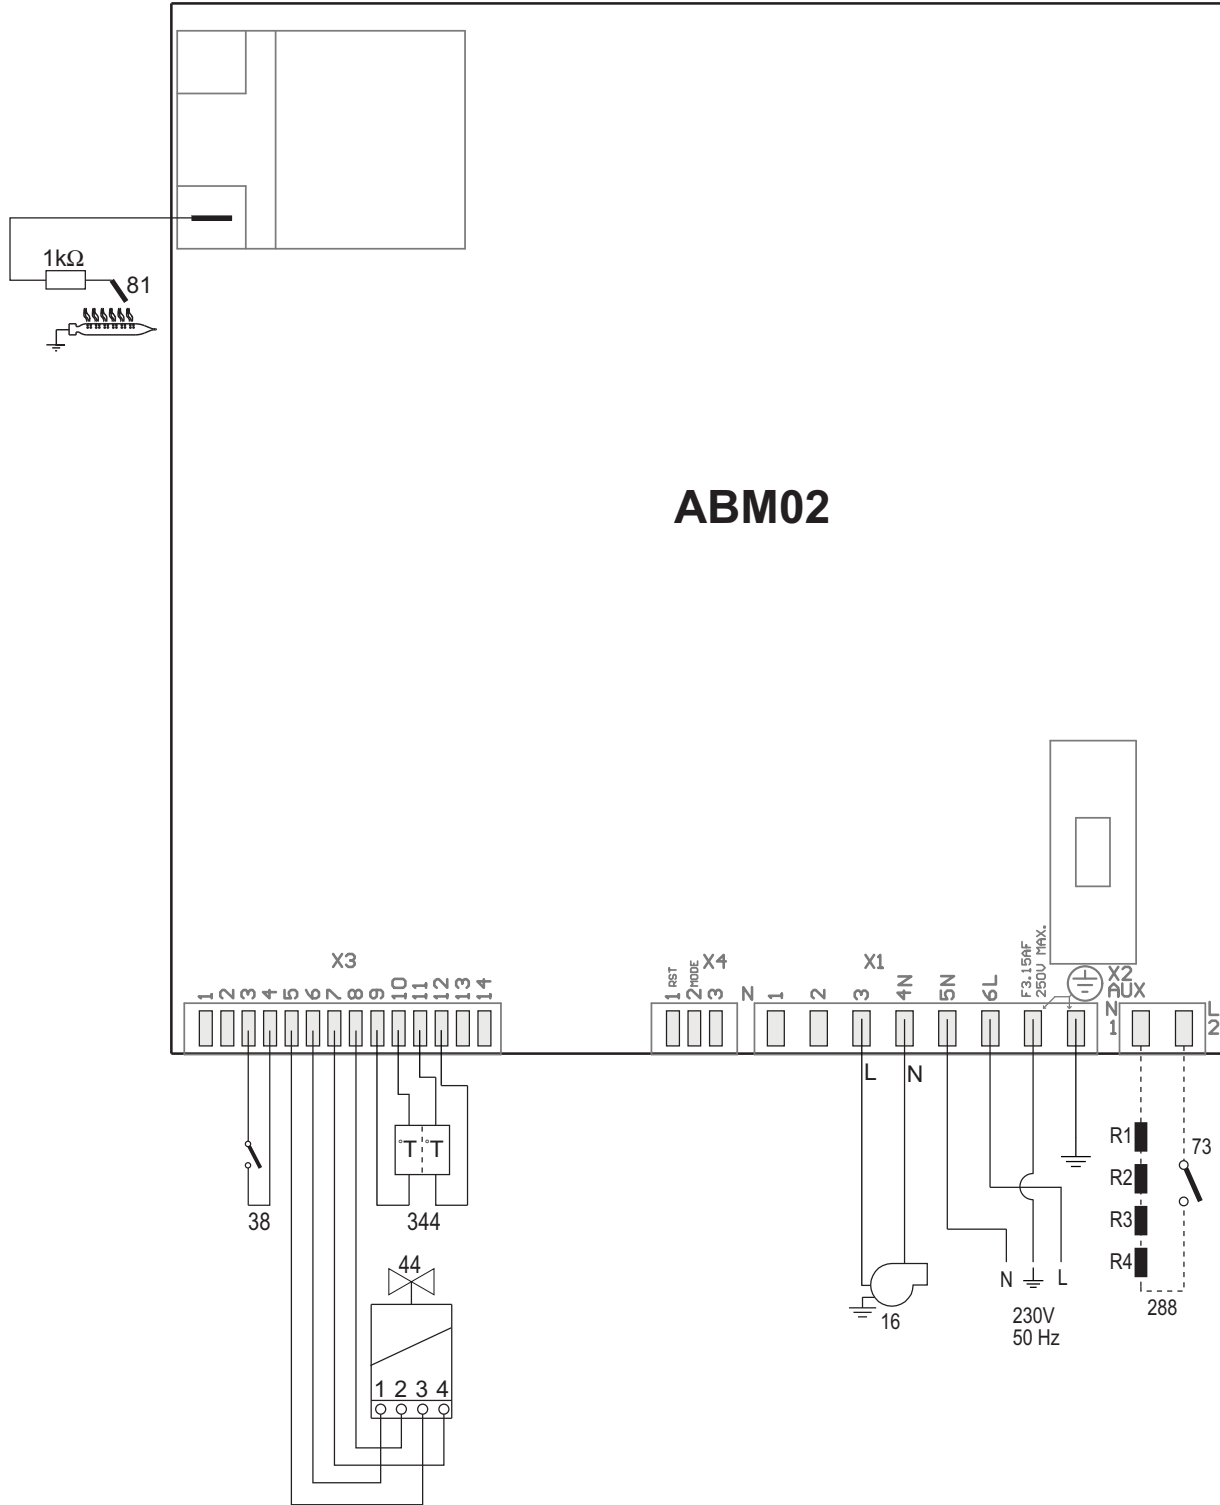 1kΩ
81
ABM02
X3
1 2 3 4 5 6 7 8 9 10 11 12 13 14
X4
1 RST
2 MODE
3
X1
N 1 2 3 4N 5N 6L
F3.15AF
250V MAX.
X2
AUX
N
1
L
2
L N
°T °T
38
344
44
1 2 3 4
16
N L
230V
50 Hz
R1
R2
R3
R4
73
288